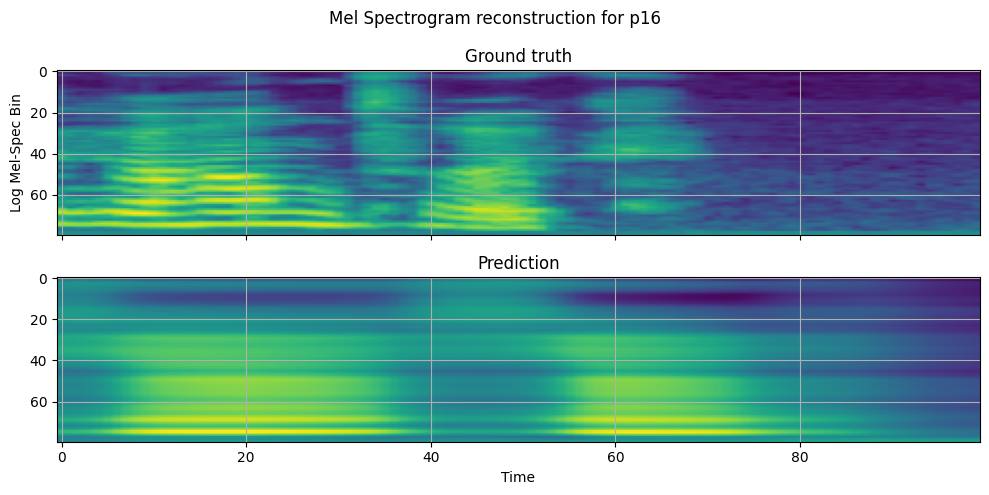 Mel Spectrogram reconstruction for p16
Ground truth
Log Mel-Spec Bin
0
20
40
60
Prediction
0
20
40
60
0 20 40 60 80
Time